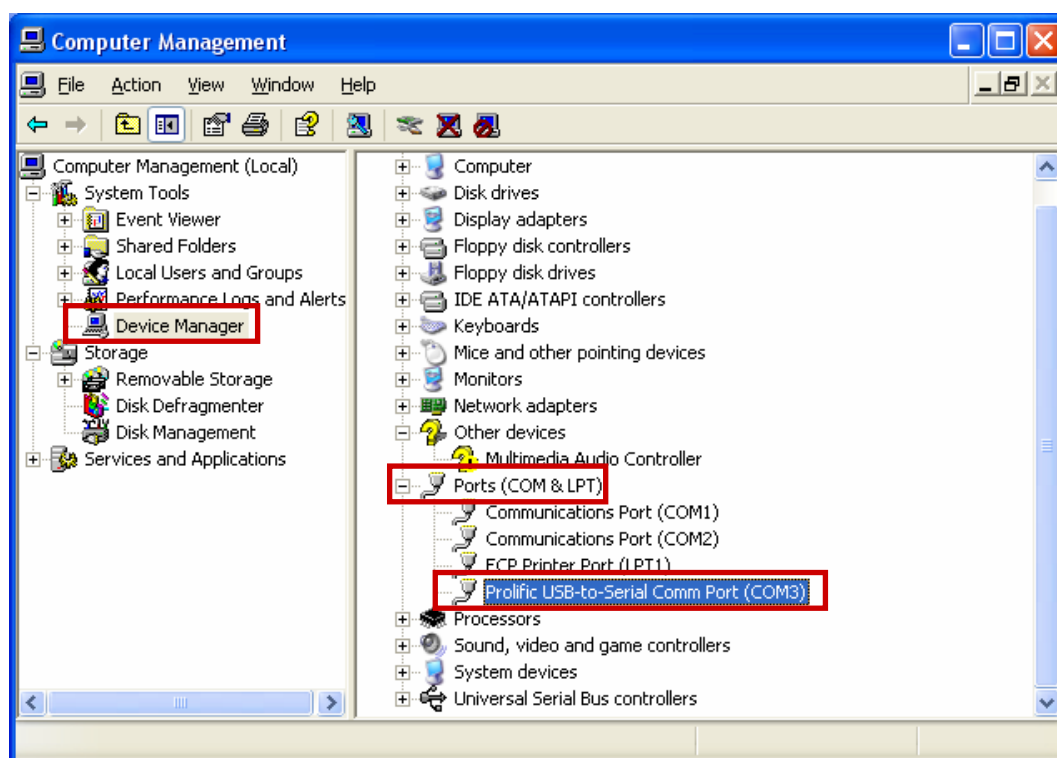 Computer Management
File Action View Window Help
Computer Management (Local)
System Tools
Event Viewer
Shared Folders
Local Users and Groups
Performance Logs and Alerts
Device Manager
Storage
Removable Storage
Disk Defragmenter
Disk Management
Services and Applications
Computer
Disk drives
Display adapters
Floppy disk controllers
Floppy disk drives
IDE ATA/ATAPI controllers
Keyboards
Mice and other pointing devices
Monitors
Network adapters
Other devices
Multimedia Audio Controller
Ports (COM & LPT)
Communications Port (COM1)
Communications Port (COM2)
ECP Printer Port (LPT1)
Prolific USB-to-Serial Comm Port (COM3)
Processors
Sound, video and game controllers
System devices
Universal Serial Bus controllers